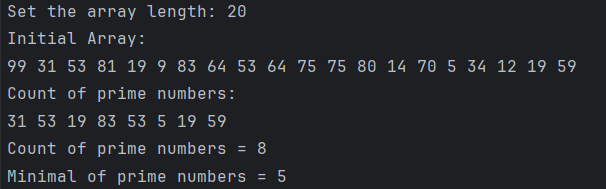 Set the array length: 20
Initial Array:
99 31 53 81 19 9 83 64 53 64 75 75 80 14 70 5 34 12 19 59
Count of prime numbers:
31 53 19 83 53 5 19 59
Count of prime numbers = 8
Minimal of prime numbers = 5